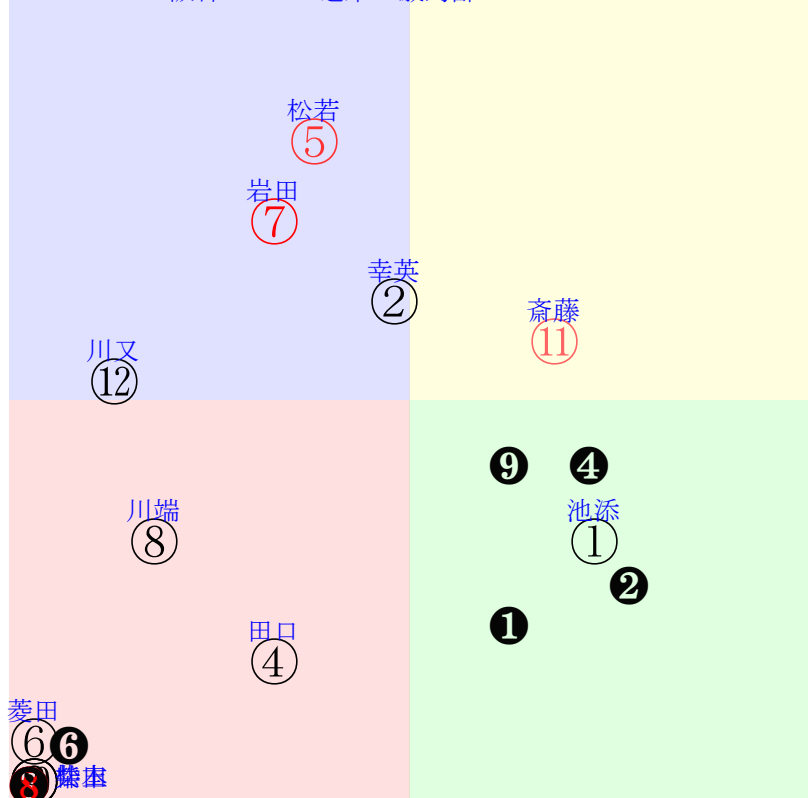 松若
⑤
岩田
⑦
幸英
②
斎藤
⑪
川又
⑫
❾ ❹
川端
⑧
池添
①
❷
❶
田口
④
菱田
⑥ ❻
❽